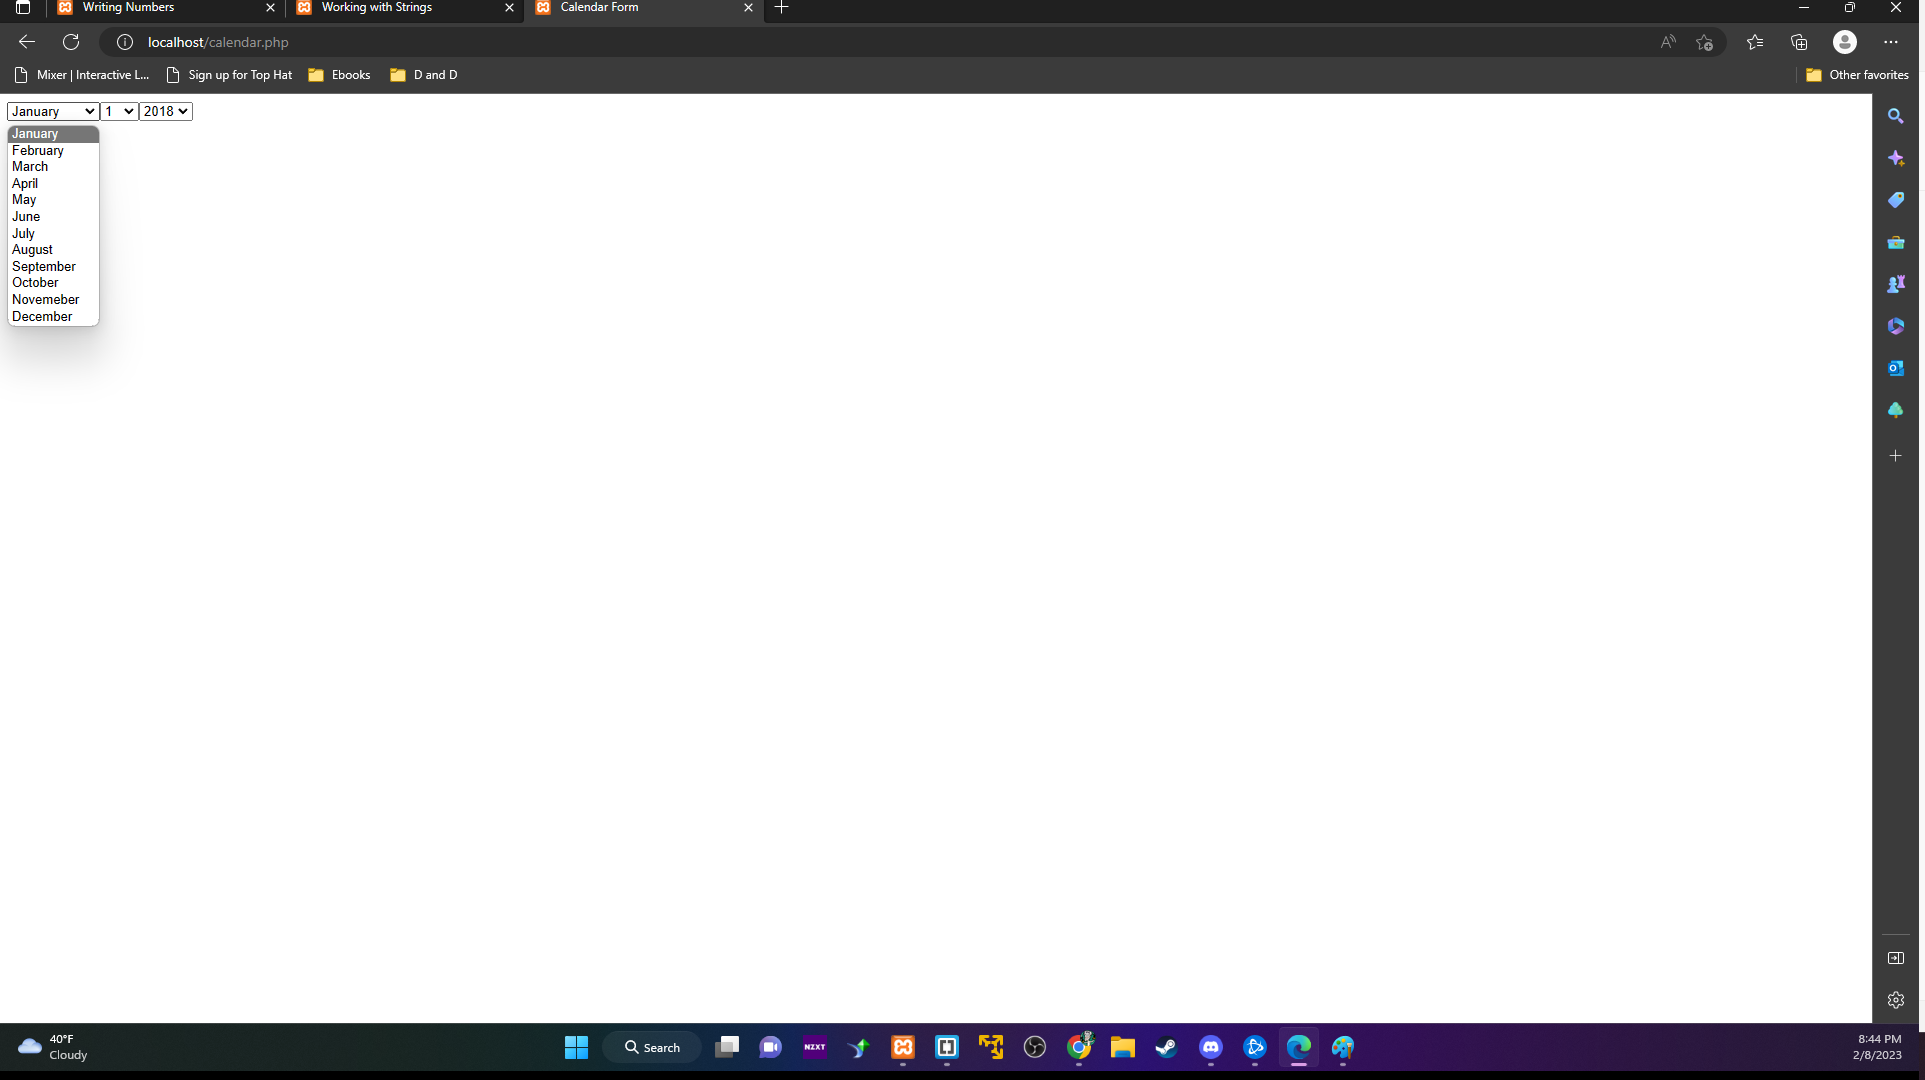 Writing Numbers
Working with Strings
Calendar Form
localhost/calendar.php
Mixer | Interactive L...
Sign up for Top Hat
Ebooks
D and D
Other favorites
January 1 2018
January
February
March
April
May
June
July
August
September
October
Novemeber
December
40°F
Cloudy
Search
NZXT
8:44 PM
2/8/2023